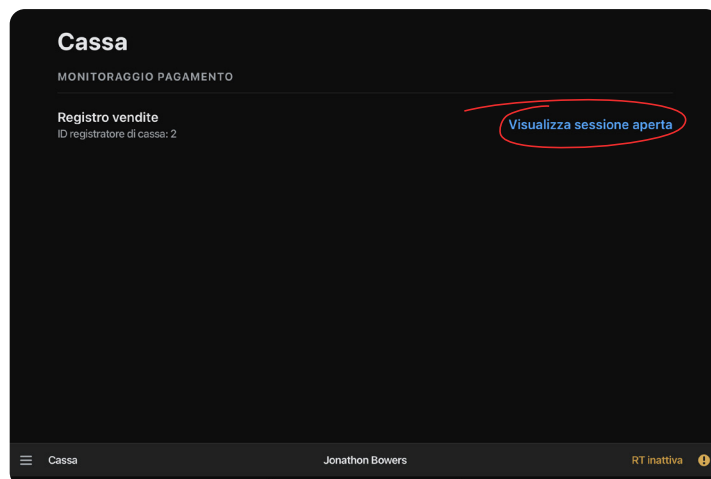 Cassa
MONITORAGGIO PAGAMENTO
Registro vendite
Visualizza sessione aperta
ID registratore di cassa: 2
Cassa
Jonathon Bowers
RT inattiva